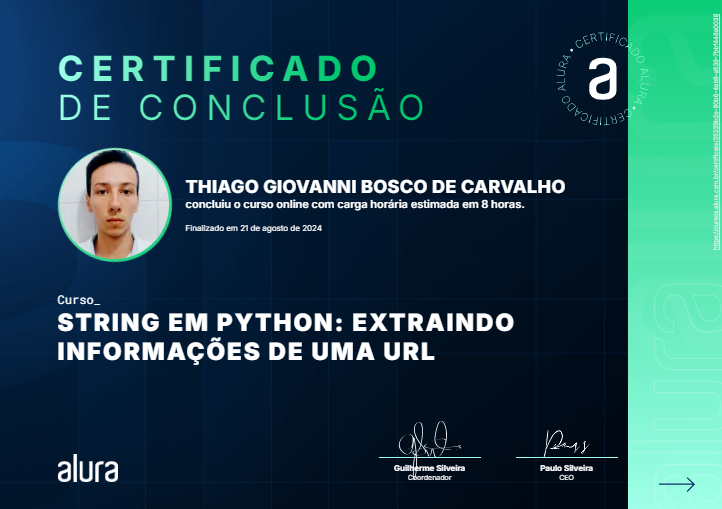 CERTIFICADO
DE CONCLUSÃO
CERTIFICADO ALURA • CERTIFICADO ALURA •
a
THIAGO GIOVANNI BOSCO DE CARVALHO
concluiu o curso online com carga horária estimada em 8 horas.
Finalizado em 21 de agosto de 2024
Curso_
STRING EM PYTHON: EXTRAINDO
INFORMAÇÕES DE UMA URL
alura
Guilherme Silveira
Coordenador
Paulo Silveira
CEO
alura